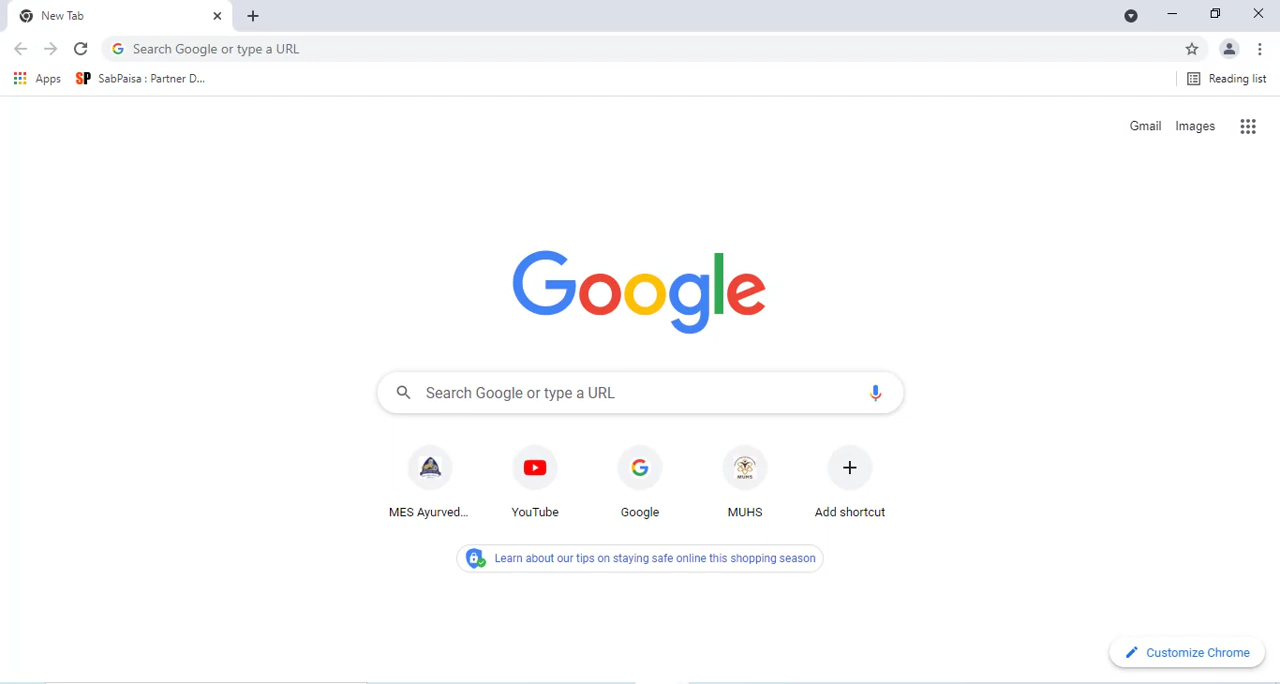 New Tab
Search Google or type a URL
Apps SP SabPaisa : Partner D...
Reading list
Gmail Images
Google
Search Google or type a URL
MES Ayurved... YouTube Google MUHS Add shortcut
Learn about our tips on staying safe online this shopping season
Customize Chrome